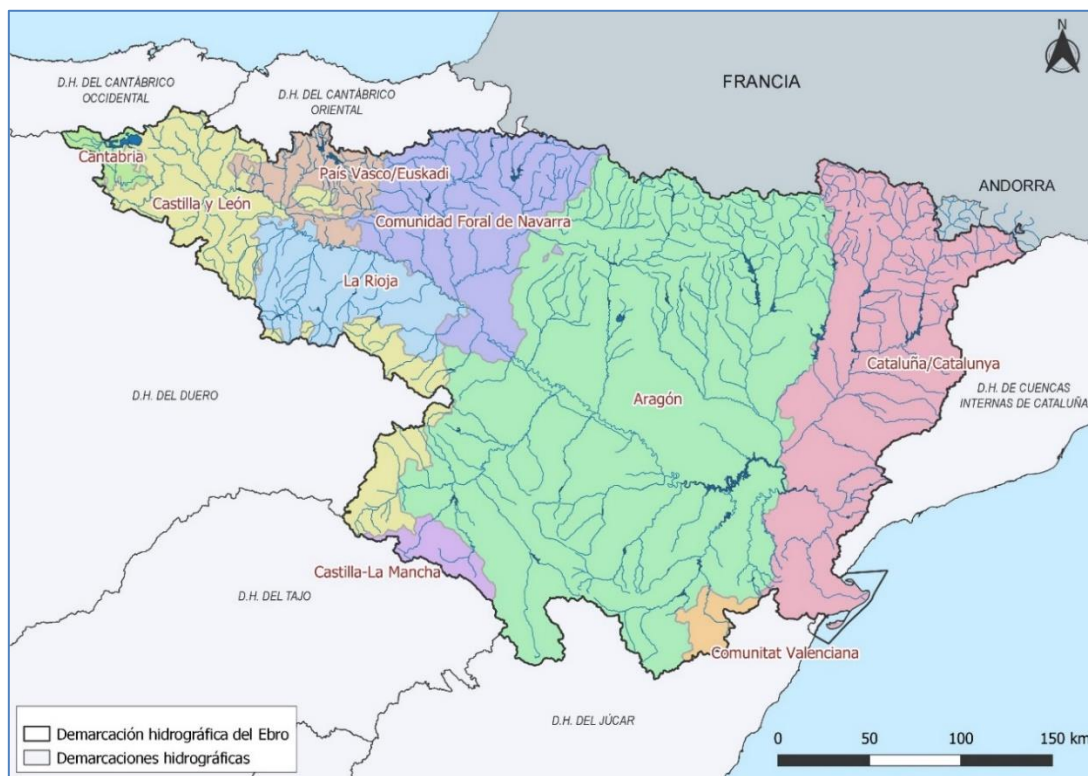 N
D.H. DEL CANTÁBRICO
OCCIDENTAL
D.H. DEL CANTÁBRICO
ORIENTAL
FRANCIA
Cantabria
País Vasco/Euskadi
ANDORRA
Castilla y León
Comunidad Foral de Navarra
La Rioja
Cataluña/Catalunya
D.H. DEL DUERO
Aragón
D.H. DE CUENCAS
INTERNAS DE CATALUÑA
Castilla-La Mancha
D.H. DEL TAJO
Comunitat Valenciana
D.H. DEL JÚCAR
Demarcación hidrográfica del Ebro
Demarcaciones hidrográficas
0 50 100 150 km